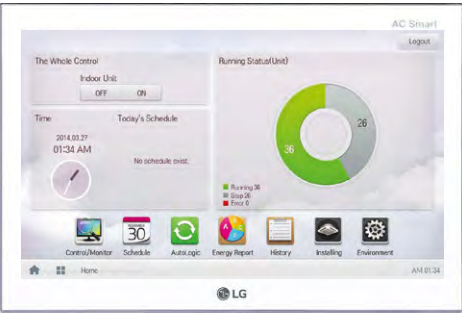 AC Smart
Logout
The Whole Control
Indoor Unit
OFF ON
Running Status(Unit)
Time
Today's Schedule
2014.03.27
01:34 AM
No schedule exist.
26
36
Running 36
Stop 26
Error 0
30
Control/Monitor
Schedule
AutoLogic
Energy Report
History
Installing
Environment
Home
AM 01:34
LG